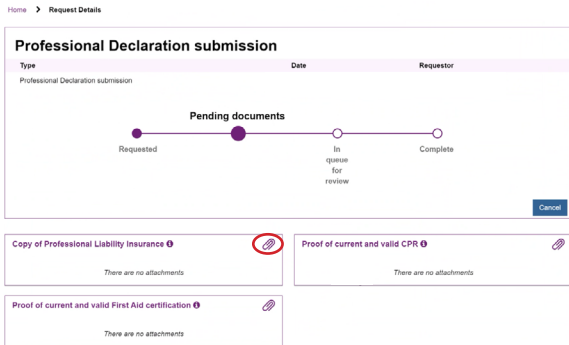 Home > Request Details
Professional Declaration submission
Type Date Requestor
Professional Declaration submission
Pending documents
Requested In queue for review Complete
Cancel
Copy of Professional Liability Insurance
There are no attachments
Proof of current and valid CPR
There are no attachments
Proof of current and valid First Aid certification
There are no attachments